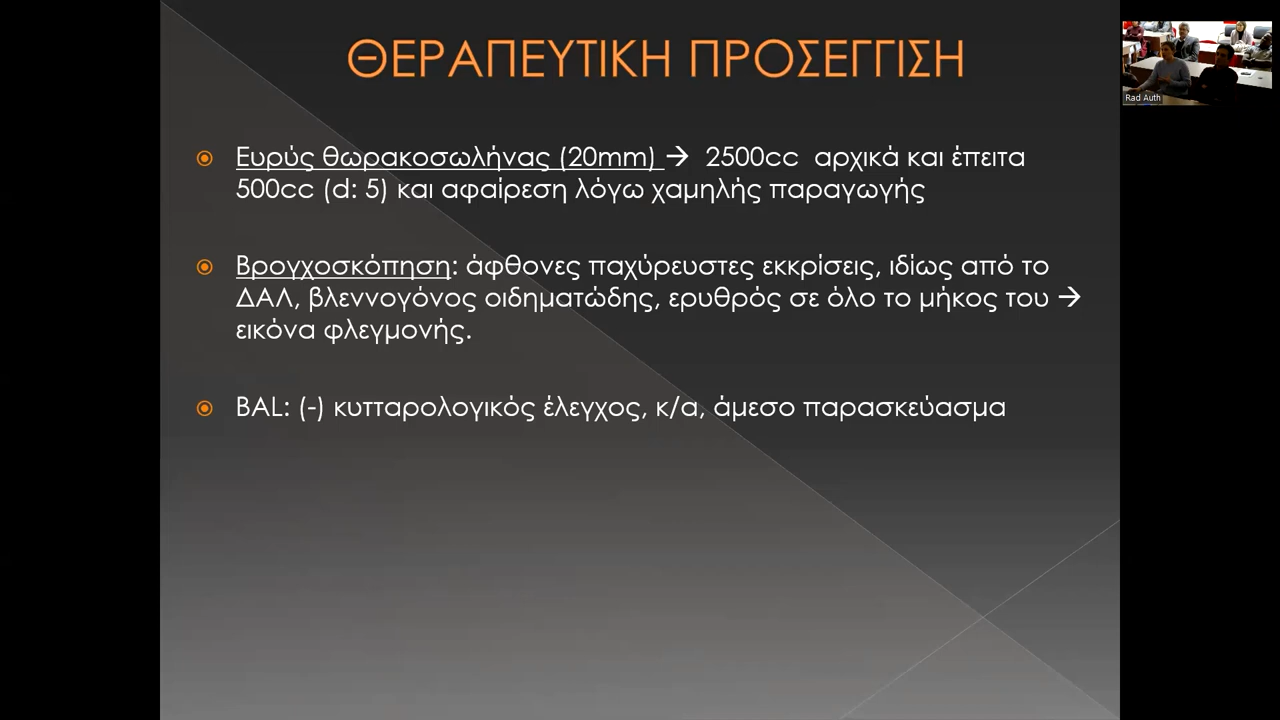 ΘΕΡΑΠΕΥΤΙΚΗ ΠΡΟΣΕΓΓΙΣΗ
Ευρύς θωρακοσωλήνας (20mm) → 2500cc αρχικά και έπειτα
500cc (d: 5) και αφαίρεση λόγω χαμηλής παραγωγής
Βρογχοσκόπηση: άφθονες παχύρευστες εκκρίσεις, ιδίως από το
ΔΑΛ, βλεννογόνος οιδηματώδης, ερυθρός σε όλο το μήκος του →
εικόνα φλεγμονής.
BAL: (-) κυτταρολογικός έλεγχος, κ/α, άμεσο παρασκεύασμα
Rad Auth